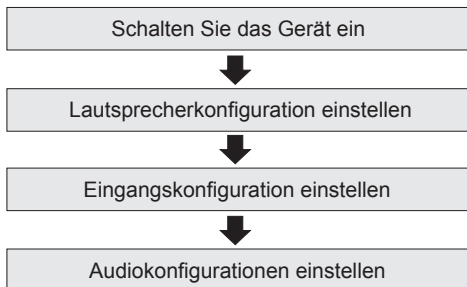 Schalten Sie das Gerät ein
Lautsprecherkonfiguration einstellen
Eingangskonfiguration einstellen
Audiokonfigurationen einstellen